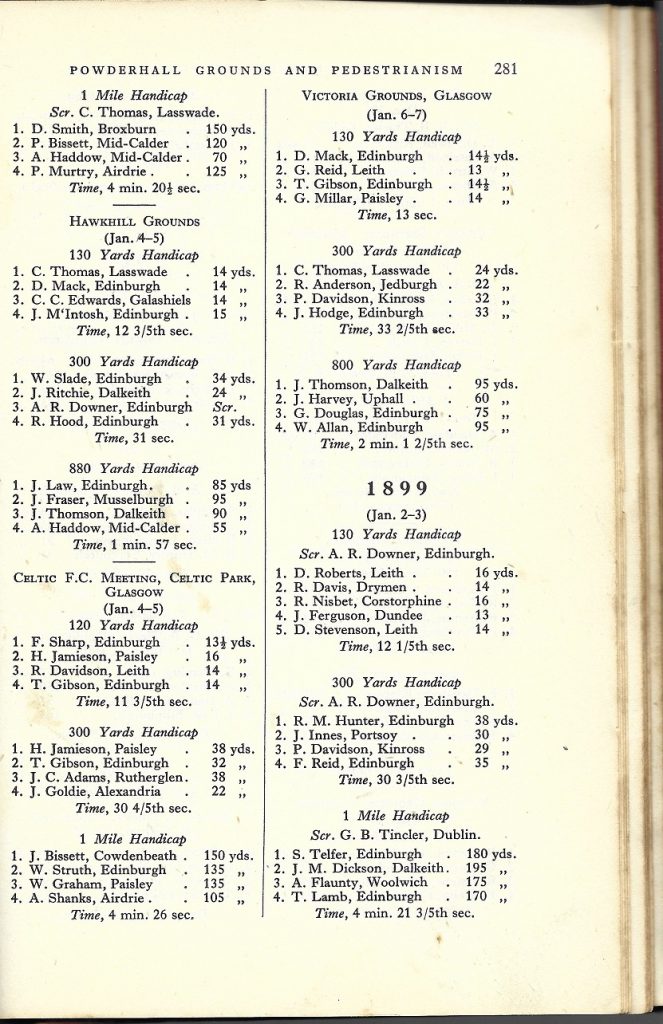 POWDERHALL GROUNDS AND PEDESTRIANISM 281
1 Mile Handicap
Scr. C. Thomas, Lasswade.
1. D. Smith, Broxburn . 150 yds.
2. P. Bissett, Mid-Calder . 120 „
3. A. Haddow, Mid-Calder . 70 „
4. P. Murtry, Airdrie . . 125 „
Time, 4 min. 20½ sec.
HAWKHILL GROUNDS
(Jan. 4–5)
130 Yards Handicap
1. C. Thomas, Lasswade . 14 yds.
2. D. Mack, Edinburgh . 14 „
3. C. C. Edwards, Galashiels 14 „
4. J. M‘Intosh, Edinburgh . 15 „
Time, 12 3/5th sec.
300 Yards Handicap
1. W. Slade, Edinburgh . 34 yds.
2. J. Ritchie, Dalkeith . 24 „
3. A. R. Downer, Edinburgh Scr.
4. R. Hood, Edinburgh . 31 yds.
Time, 31 sec.
880 Yards Handicap
1. J. Law, Edinburgh. . 85 yds
2. J. Fraser, Musselburgh . 95 „
3. J. Thomson, Dalkeith . 90 „
4. A. Haddow, Mid-Calder . 55 „
Time, 1 min. 57 sec.
CELTIC F.C. MEETING, CELTIC PARK,
GLASGOW
(Jan. 4–5)
120 Yards Handicap
1. F. Sharp, Edinburgh . 13½ yds.
2. H. Jamieson, Paisley . 16 „
3. R. Davidson, Leith . 14 „
4. T. Gibson, Edinburgh . 14 „
Time, 11 3/5th sec.
300 Yards Handicap
1. H. Jamieson, Paisley . 38 yds.
2. T. Gibson, Edinburgh . 32 „
3. J. C. Adams, Rutherglen. 38 „
4. J. Goldie, Alexandria . 22 „
Time, 30 4/5th sec.
1 Mile Handicap
1. J. Bissett, Cowdenbeath . 150 yds.
2. W. Struth, Edinburgh . 135 „
3. W. Graham, Paisley . 135 „
4. A. Shanks, Airdrie . . 105 „
Time, 4 min. 26 sec.
VICTORIA GROUNDS, GLASGOW
(Jan. 6–7)
130 Yards Handicap
1. D. Mack, Edinburgh . 14½ yds.
2. G. Reid, Leith . . 13 „
3. T. Gibson, Edinburgh . 14½ „
4. G. Millar, Paisley . . 14 „
Time, 13 sec.
300 Yards Handicap
1. C. Thomas, Lasswade . 24 yds.
2. R. Anderson, Jedburgh . 22 „
3. P. Davidson, Kinross . 32 „
4. J. Hodge, Edinburgh . 33 „
Time, 33 2/5th sec.
800 Yards Handicap
1. J. Thomson, Dalkeith . 95 yds.
2. J. Harvey, Uphall . . 60 „
3. G. Douglas, Edinburgh . 75 „
4. W. Allan, Edinburgh . 95 „
Time, 2 min. 1 2/5th sec.
1899
(Jan. 2–3)
130 Yards Handicap
Scr. A. R. Downer, Edinburgh.
1. D. Roberts, Leith . . 16 yds.
2. R. Davis, Drymen . . 14 „
3. R. Nisbet, Corstorphine . 16 „
4. J. Ferguson, Dundee . 13 „
5. D. Stevenson, Leith . 14 „
Time, 12 1/5th sec.
300 Yards Handicap
Scr. A. R. Downer, Edinburgh.
1. R. M. Hunter, Edinburgh 38 yds.
2. J. Innes, Portsoy . . 30 „
3. P. Davidson, Kinross . 29 „
4. F. Reid, Edinburgh . 35 „
Time, 30 3/5th sec.
1 Mile Handicap
Scr. G. B. Tincler, Dublin.
1. S. Telfer, Edinburgh . 180 yds.
2. J. M. Dickson, Dalkeith. 195 „
3. A. Flaunty, Woolwich . 175 „
4. T. Lamb, Edinburgh . 170 „
Time, 4 min. 21 3/5th sec.